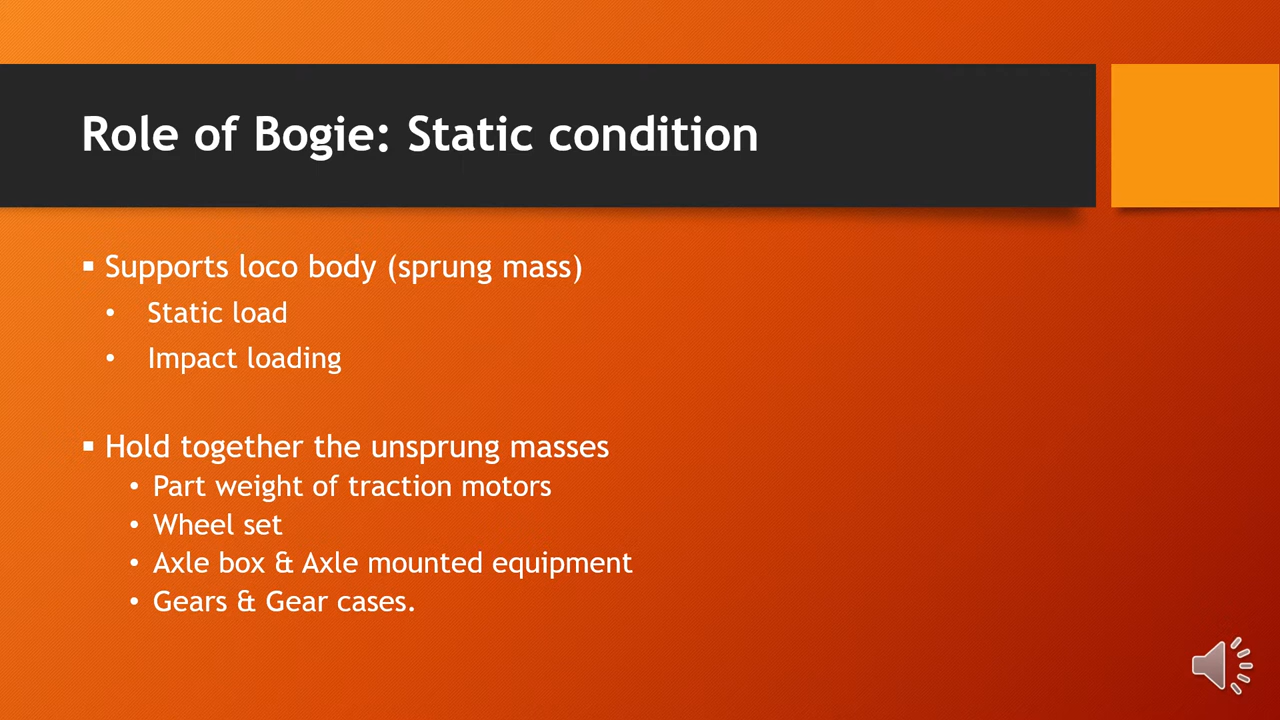 Role of Bogie: Static condition
▪ Supports loco body (sprung mass)
• Static load
• Impact loading
▪ Hold together the unsprung masses
• Part weight of traction motors
• Wheel set
• Axle box & Axle mounted equipment
• Gears & Gear cases.